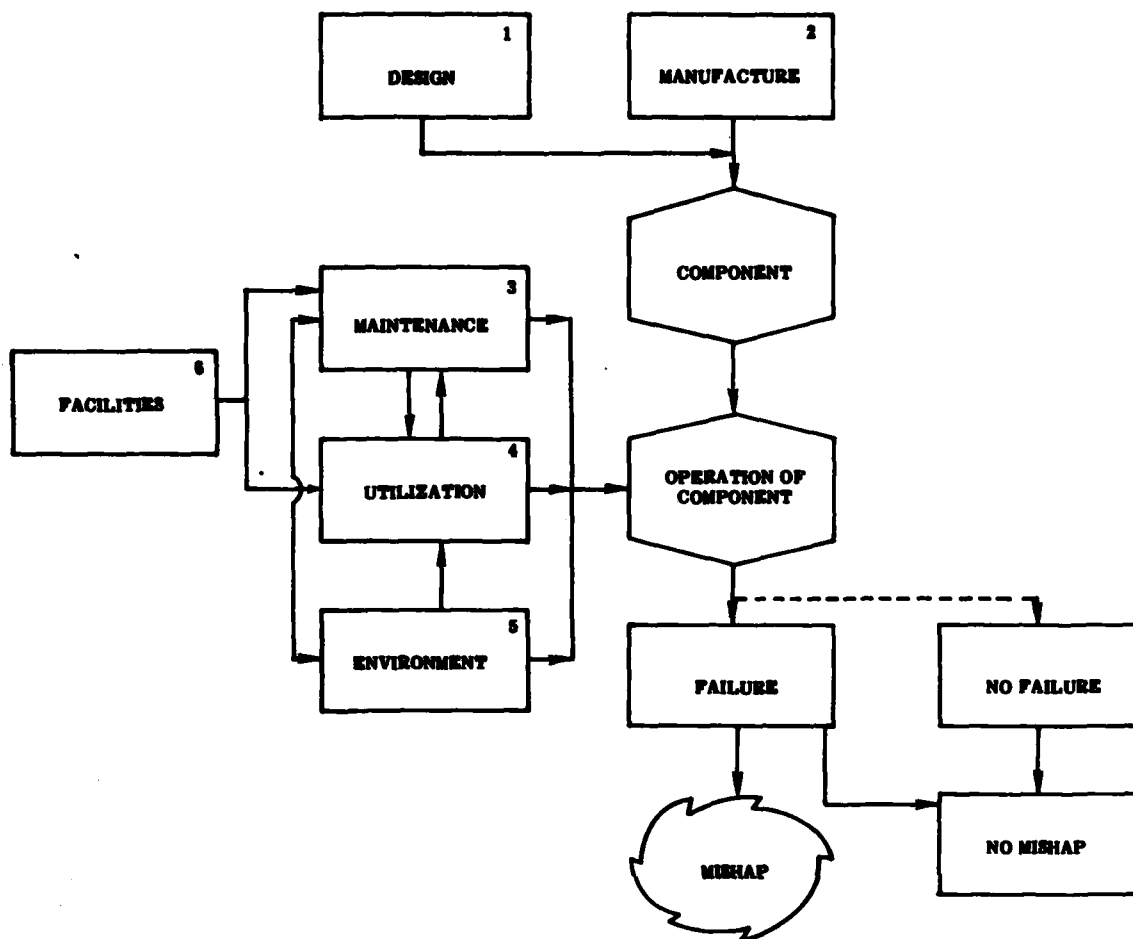 1
DESIGN
2
MANUFACTURE
COMPONENT
3
MAINTENANCE
6
FACILITIES
4
UTILIZATION
OPERATION OF
COMPONENT
5
ENVIRONMENT
FAILURE
NO FAILURE
MISHAP
NO MISHAP